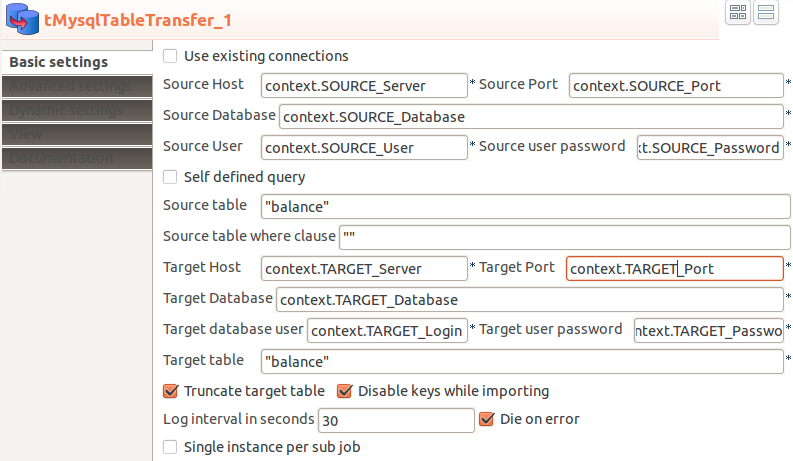 tMysqlTableTransfer_1
Basic settings
Advanced settings
Dynamic settings
View
Documentation
Use existing connections
Source Host context.SOURCE_Server * Source Port context.SOURCE_Port *
Source Database context.SOURCE_Database *
Source User context.SOURCE_User * Source user password xt.SOURCE_Password *
Self defined query
Source table "balance"
Source table where clause ""
Target Host context.TARGET_Server * Target Port context.TARGET_Port *
Target Database context.TARGET_Database *
Target database user context.TARGET_Login * Target user password ntext.TARGET_Passwo *
Target table "balance" *
Truncate target table Disable keys while importing
Log interval in seconds 30 Die on error
Single instance per sub job